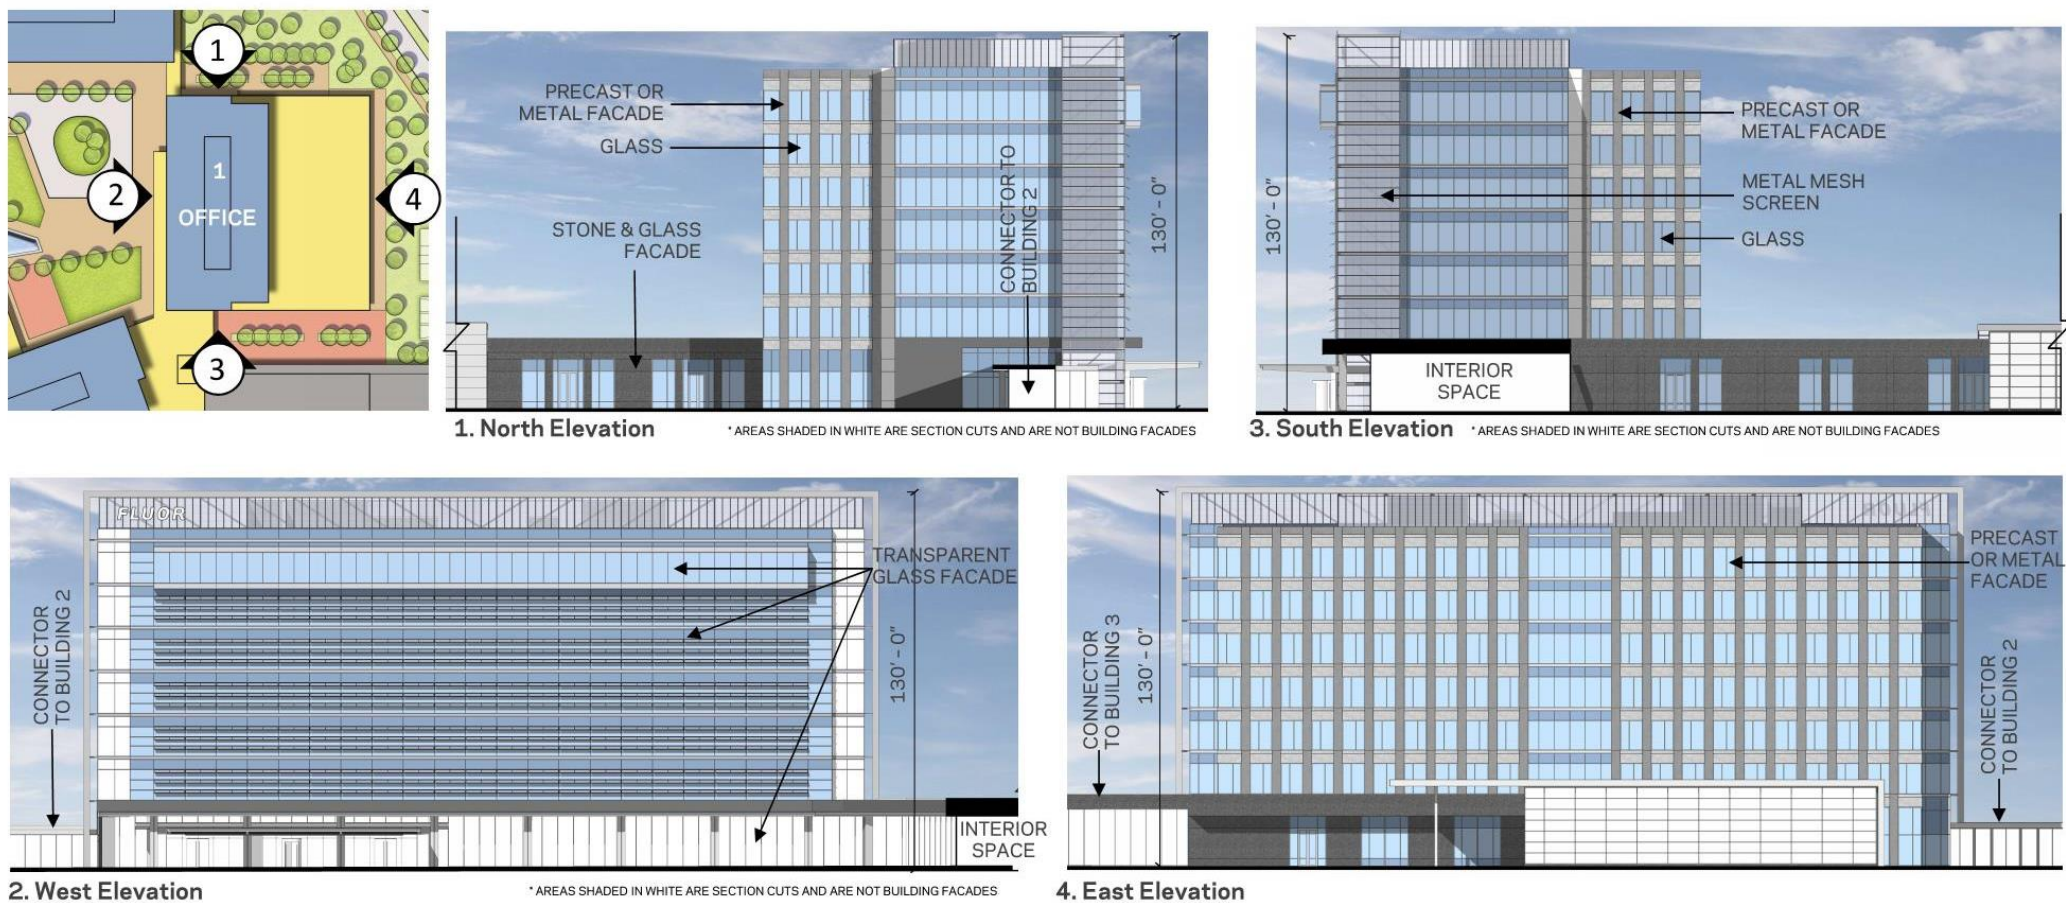 1
2
1
OFFICE
4
3
PRECAST OR
METAL FACADE
GLASS
STONE & GLASS
FACADE
CONNECTOR TO
BUILDING 2
130' - 0"
1. North Elevation
* AREAS SHADED IN WHITE ARE SECTION CUTS AND ARE NOT BUILDING FACADES
130' - 0"
PRECAST OR
METAL FACADE
METAL MESH
SCREEN
GLASS
INTERIOR
SPACE
3. South Elevation
* AREAS SHADED IN WHITE ARE SECTION CUTS AND ARE NOT BUILDING FACADES
FLUOR
TRANSPARENT
GLASS FACADE
CONNECTOR
TO BUILDING 2
130' - 0"
INTERIOR
SPACE
2. West Elevation
* AREAS SHADED IN WHITE ARE SECTION CUTS AND ARE NOT BUILDING FACADES
PRECAST
OR METAL
FACADE
CONNECTOR
TO BUILDING 3
130' - 0"
CONNECTOR
TO BUILDING 2
4. East Elevation